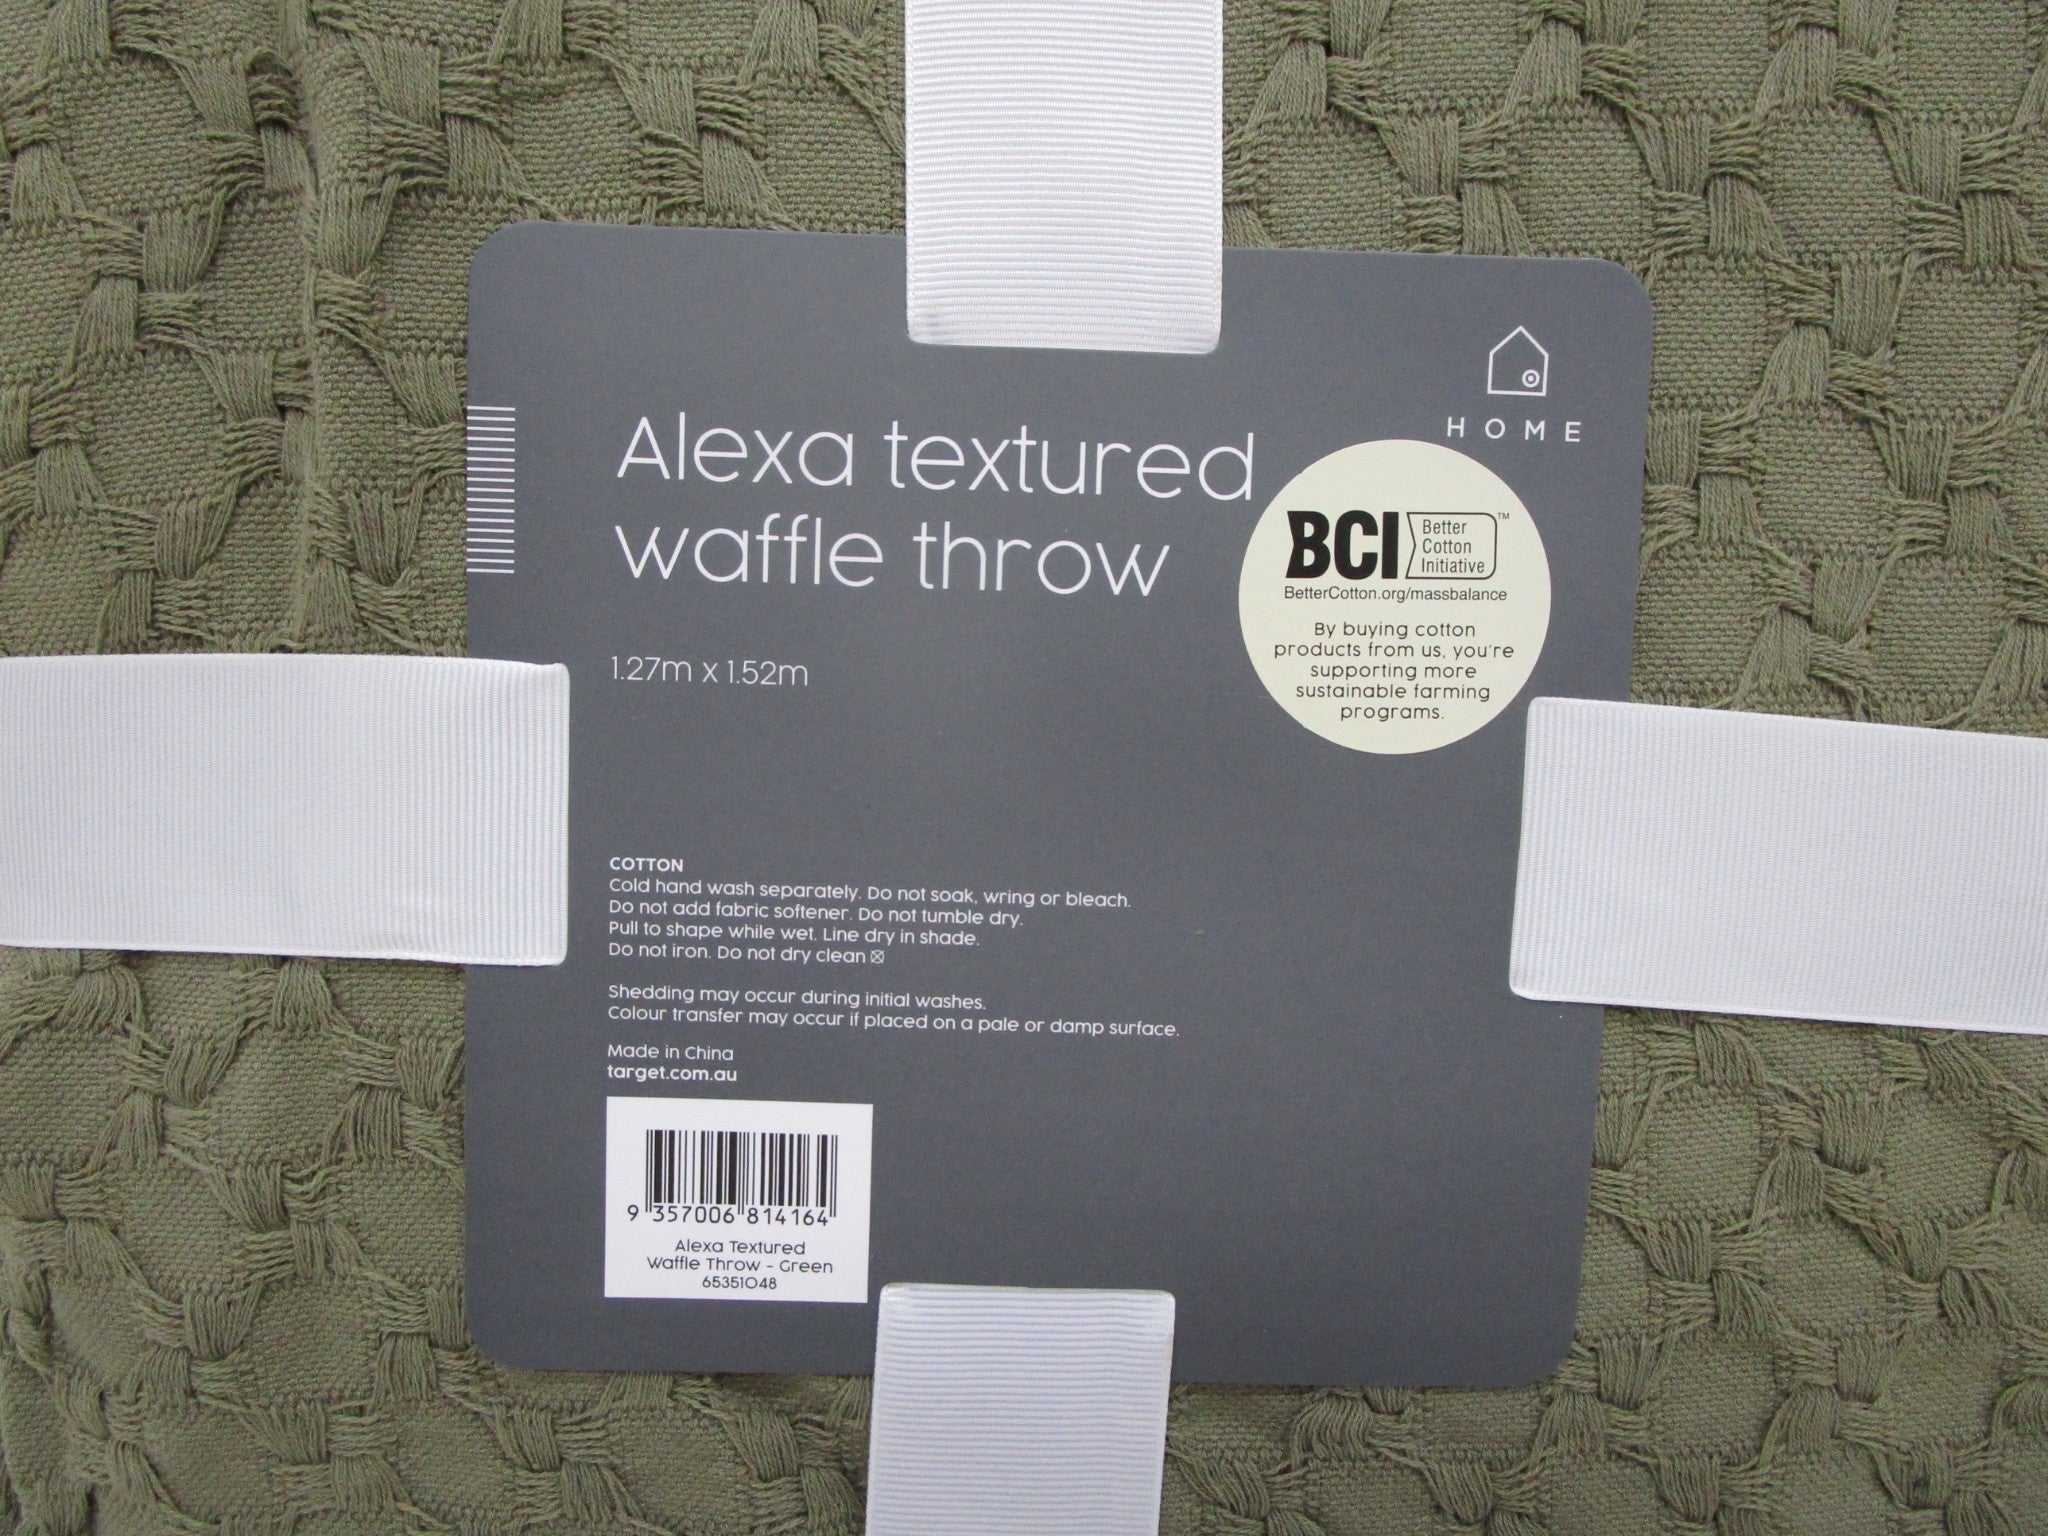 HOME
Alexa textured
waffle throw
BCI Better
Cotton
Initiative™
BetterCotton.org/massbalance
By buying cotton
products from us, you're
supporting more
sustainable farming
programs.
1.27m x 1.52m
COTTON
Cold hand wash separately. Do not soak, wring or bleach.
Do not add fabric softener. Do not tumble dry.
Pull to shape while wet. Line dry in shade.
Do not iron. Do not dry clean
Shedding may occur during initial washes.
Colour transfer may occur if placed on a pale or damp surface.
Made in China
target.com.au
9 357006 814164
Alexa Textured
Waffle Throw - Green
65351048